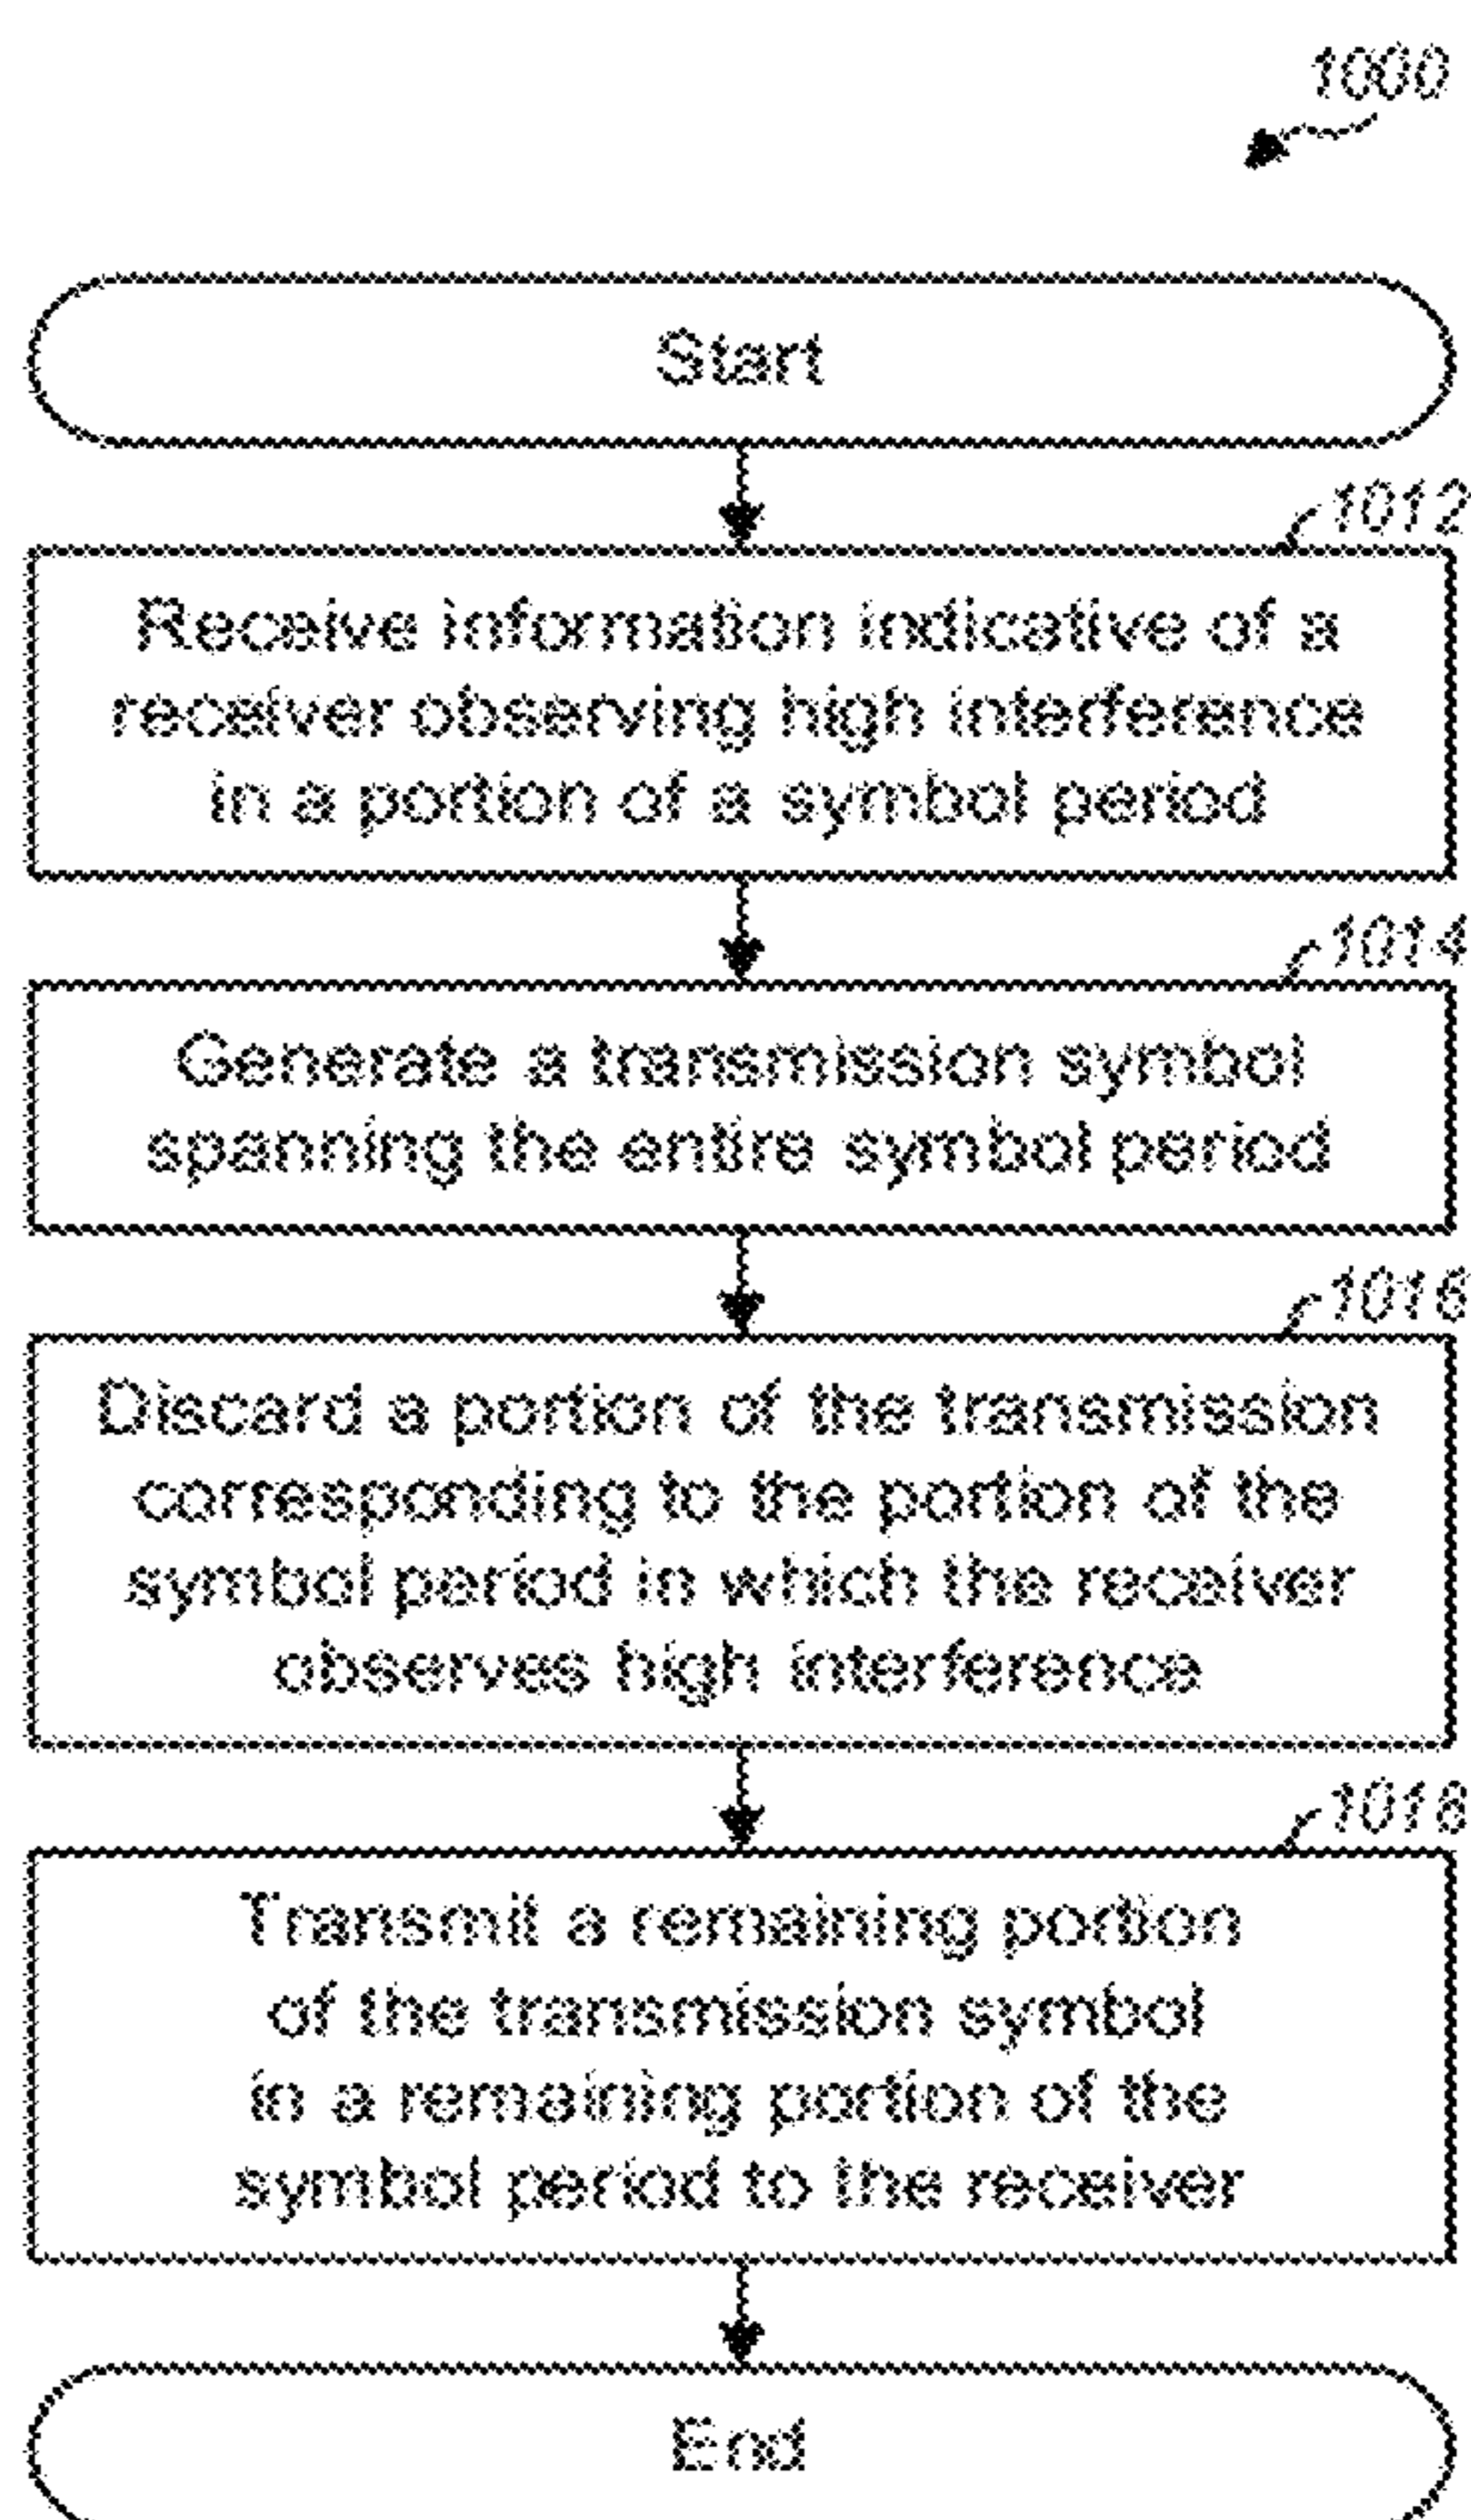 1000
Start
1012
Receive information indicative of a
receiver observing high interference
in a portion of a symbol period
1014
Generate a transmission symbol
spanning the entire symbol period
1016
Discard a portion of the transmission
corresponding to the portion of the
symbol period in which the receiver
observes high interference
1018
Transmit a remaining portion
of the transmission symbol
in a remaining portion of the
symbol period to the receiver
End